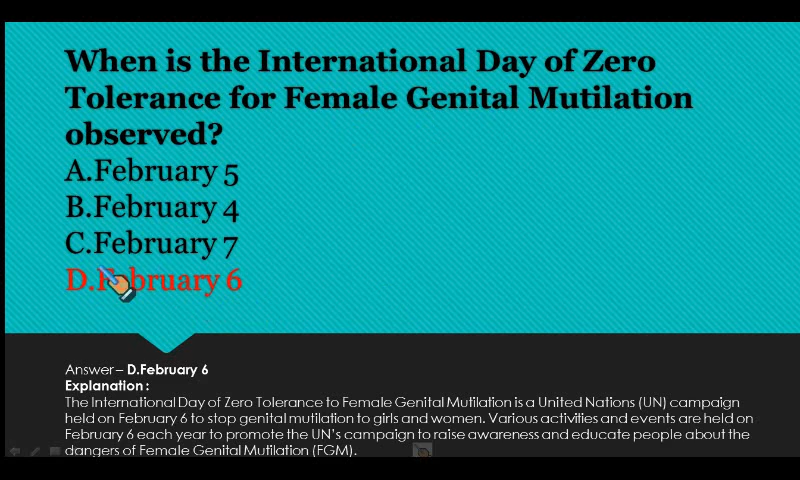 When is the International Day of Zero
Tolerance for Female Genital Mutilation
observed?
A.February 5
B.February 4
C.February 7
D.February 6
Answer – D.February 6
Explanation :
The International Day of Zero Tolerance to Female Genital Mutilation is a United Nations (UN) campaign
held on February 6 to stop genital mutilation to girls and women. Various activities and events are held on
February 6 each year to promote the UN's campaign to raise awareness and educate people about the
dangers of Female Genital Mutilation (FGM).